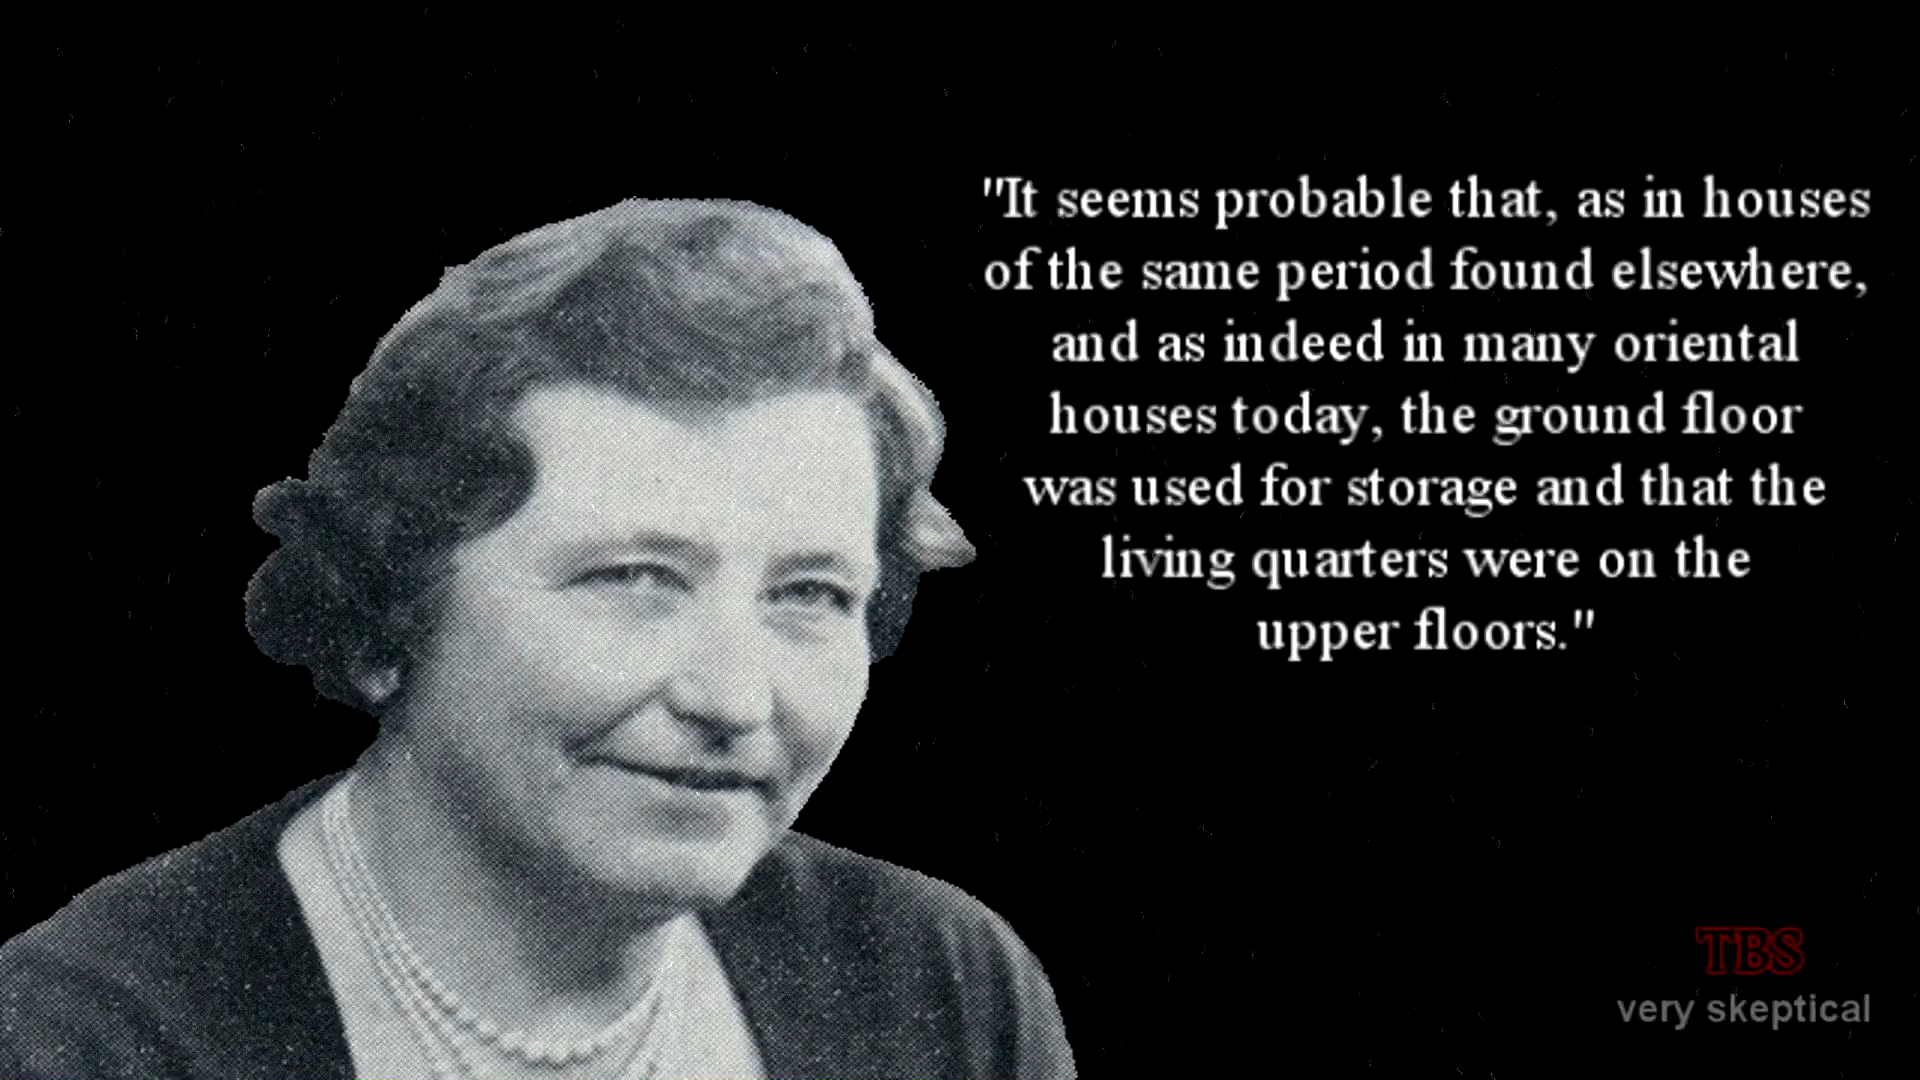 "It seems probable that, as in houses
of the same period found elsewhere,
and as indeed in many oriental
houses today, the ground floor
was used for storage and that the
living quarters were on the
upper floors."
TBS
very skeptical